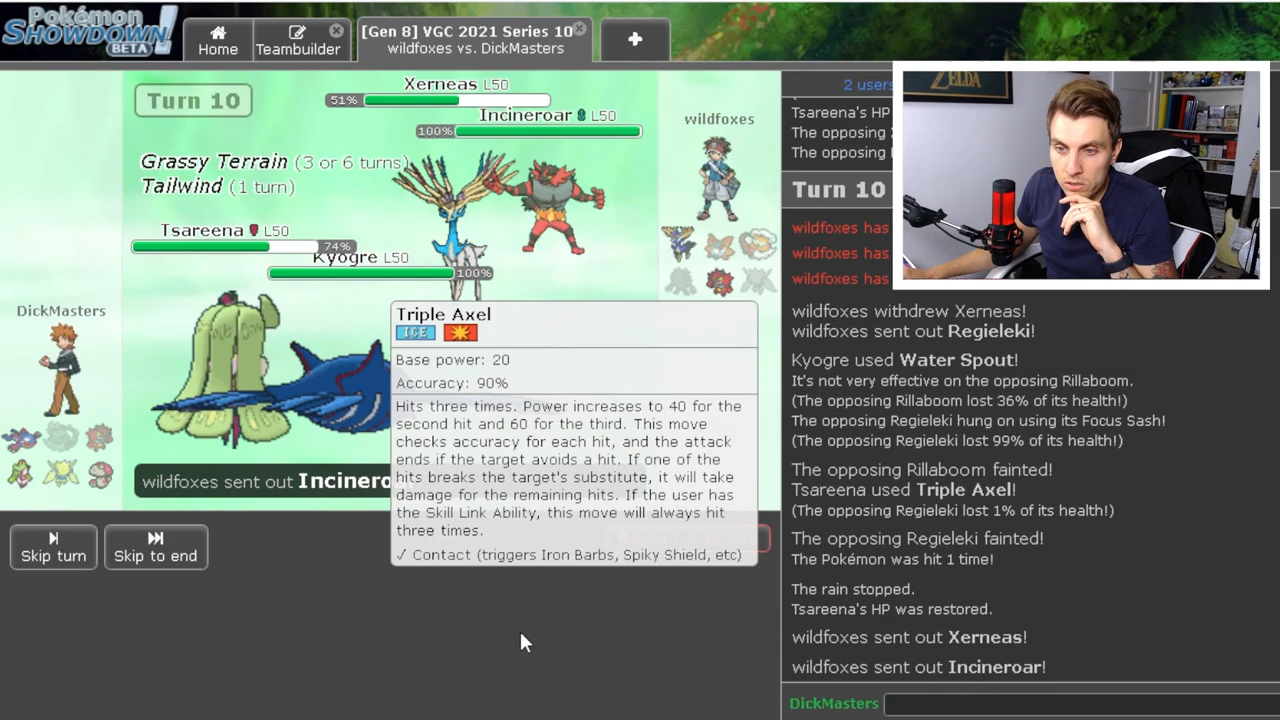 Pokémon
SHOWDOWN!
BETA
Home
Teambuilder
[Gen 8] VGC 2021 Series 10
wildfoxes vs. DickMasters
Turn 10
Xerneas L50
51%
Incineroar L50
100%
Grassy Terrain (3 or 6 turns)
Tailwind (1 turn)
Tsareena L50
74%
Kyogre L50
100%
wildfoxes
DickMasters
wildfoxes sent out Incinero
Triple Axel
ICE
Base power: 20
Accuracy: 90%
Hits three times. Power increases to 40 for the
second hit and 60 for the third. This move
checks accuracy for each hit, and the attack
ends if the target avoids a hit. If one of the
hits breaks the target's substitute, it will take
damage for the remaining hits. If the user has
the Skill Link Ability, this move will always hit
three times.
✓ Contact (triggers Iron Barbs, Spiky Shield, etc)
Skip turn
Skip to end
2 users
Tsareena's HP
The opposing
The opposing
Turn 10
wildfoxes has
wildfoxes has
wildfoxes has
wildfoxes withdrew Xerneas!
wildfoxes sent out Regieleki!
Kyogre used Water Spout!
It's not very effective on the opposing Rillaboom.
(The opposing Rillaboom lost 36% of its health!)
The opposing Regieleki hung on using its Focus Sash!
(The opposing Regieleki lost 99% of its health!)
The opposing Rillaboom fainted!
Tsareena used Triple Axel!
(The opposing Regieleki lost 1% of its health!)
The opposing Regieleki fainted!
The Pokémon was hit 1 time!
The rain stopped.
Tsareena's HP was restored.
wildfoxes sent out Xerneas!
wildfoxes sent out Incineroar!
DickMasters
ZELDA